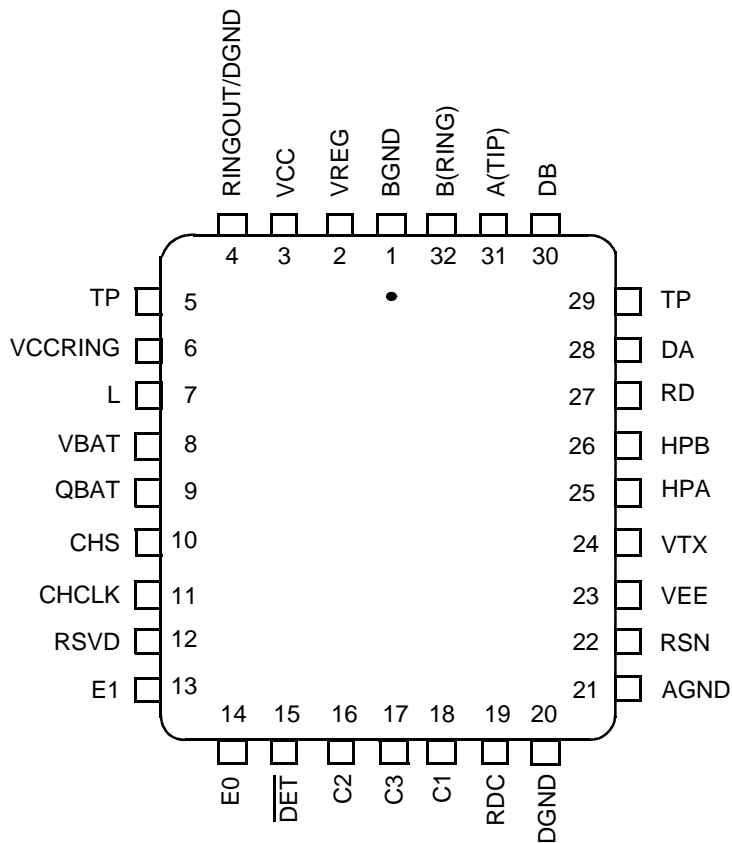 RINGOUT/DGND
VCC
VREG
BGND
B(RING)
A(TIP)
DB
4 3 2 1 32 31 30
TP 5 29 TP
VCCRING 6 28 DA
L 7 27 RD
VBAT 8 26 HPB
QBAT 9 25 HPA
CHS 10 24 VTX
CHCLK 11 23 VEE
RSVD 12 22 RSN
E1 13 21 AGND
14 15 16 17 18 19 20
E0
DET
C2
C3
C1
RDC
DGND